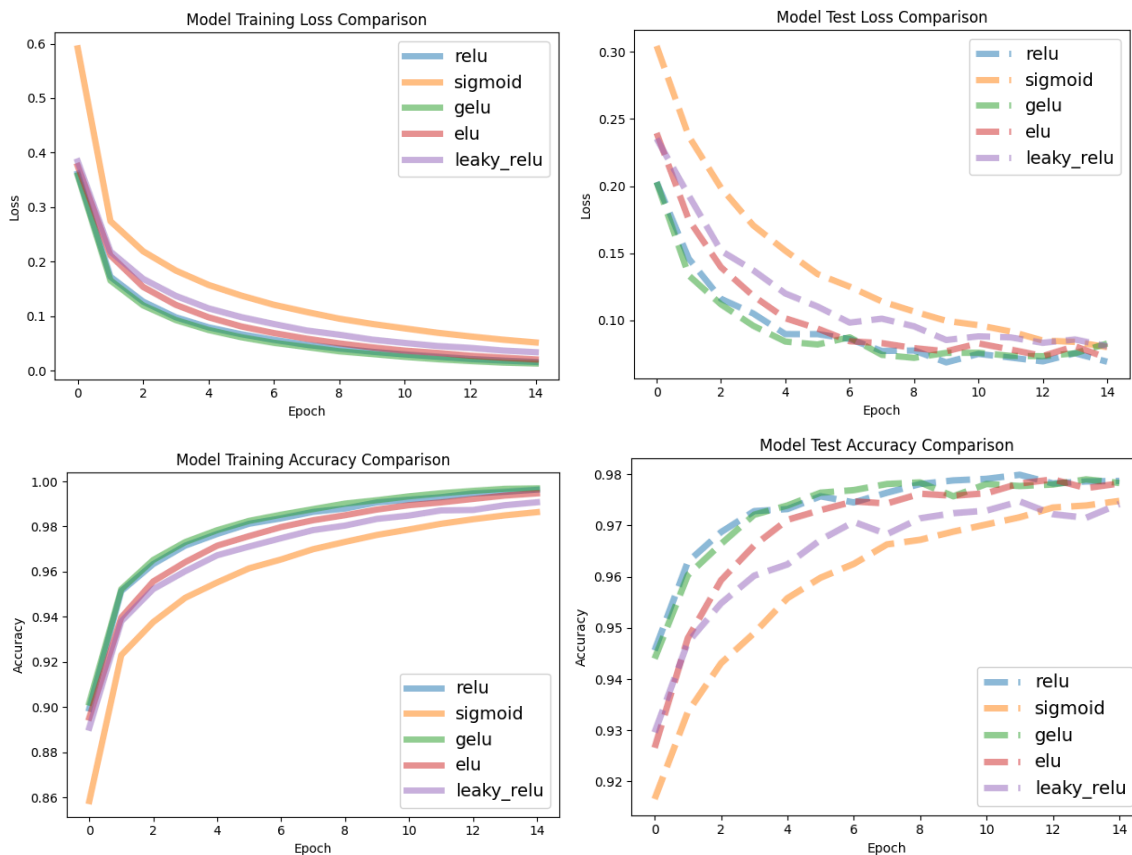 Model Training Loss Comparison
0.6
0.5
0.4
0.3
0.2
0.1
0.0
Loss
relu
sigmoid
gelu
elu
leaky_relu
0 2 4 6 8 10 12 14
Epoch
Model Test Loss Comparison
0.30
0.25
0.20
0.15
0.10
Loss
relu
sigmoid
gelu
elu
leaky_relu
0 2 4 6 8 10 12 14
Epoch
Model Training Accuracy Comparison
1.00
0.98
0.96
0.94
0.92
0.90
0.88
0.86
Accuracy
relu
sigmoid
gelu
elu
leaky_relu
0 2 4 6 8 10 12 14
Epoch
Model Test Accuracy Comparison
0.98
0.97
0.96
0.95
0.94
0.93
0.92
Accuracy
relu
sigmoid
gelu
elu
leaky_relu
0 2 4 6 8 10 12 14
Epoch